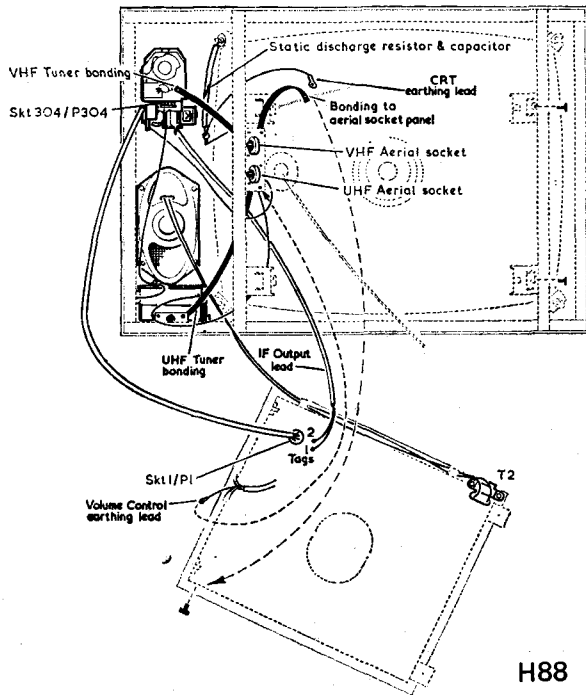 Static discharge resistor & capacitor
VHF Tuner bonding
CRT
earthing lead
Skt 304/P304
Bonding to
aerial socket panel
VHF Aerial socket
UHF Aerial socket
UHF Tuner
bonding
IF Output
lead
2
1
Tags
Skt 1/P1
T2
Volume Control
earthing lead
H88